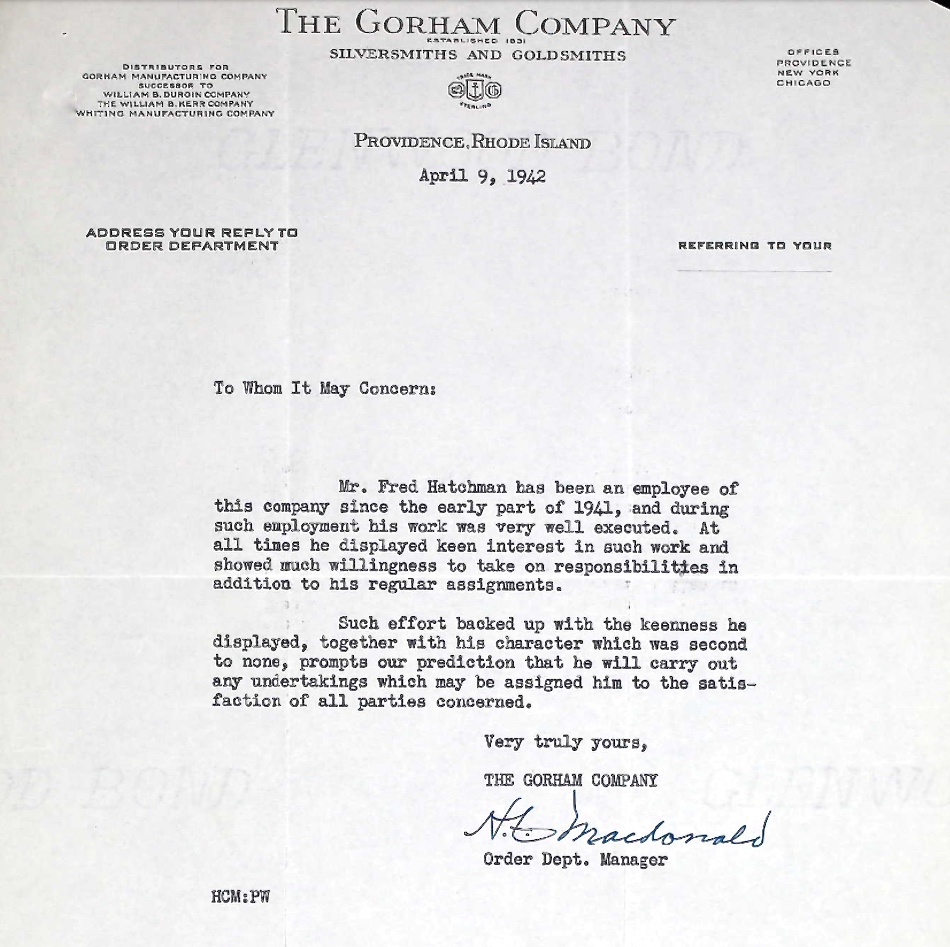 THE GORHAM COMPANY
ESTABLISHED 1831
SILVERSMITHS AND GOLDSMITHS
DISTRIBUTORS FOR
GORHAM MANUFACTURING COMPANY
SUCCESSOR TO
WILLIAM B. DURGIN COMPANY
THE WILLIAM B. KERR COMPANY
WHITING MANUFACTURING COMPANY
TRADE MARK
STERLING
OFFICES
PROVIDENCE
NEW YORK
CHICAGO
PROVIDENCE, RHODE ISLAND
April 9, 1942
ADDRESS YOUR REPLY TO
ORDER DEPARTMENT
REFERRING TO YOUR
To Whom It May Concern:
Mr. Fred Hatchman has been an employee of
this company since the early part of 1941, and during
such employment his work was very well executed. At
all times he displayed keen interest in such work and
showed much willingness to take on responsibilities in
addition to his regular assignments.
Such effort backed up with the keenness he
displayed, together with his character which was second
to none, prompts our prediction that he will carry out
any undertakings which may be assigned him to the satis-
faction of all parties concerned.
Very truly yours,
THE GORHAM COMPANY
Macdonald
Order Dept. Manager
HCM:PW